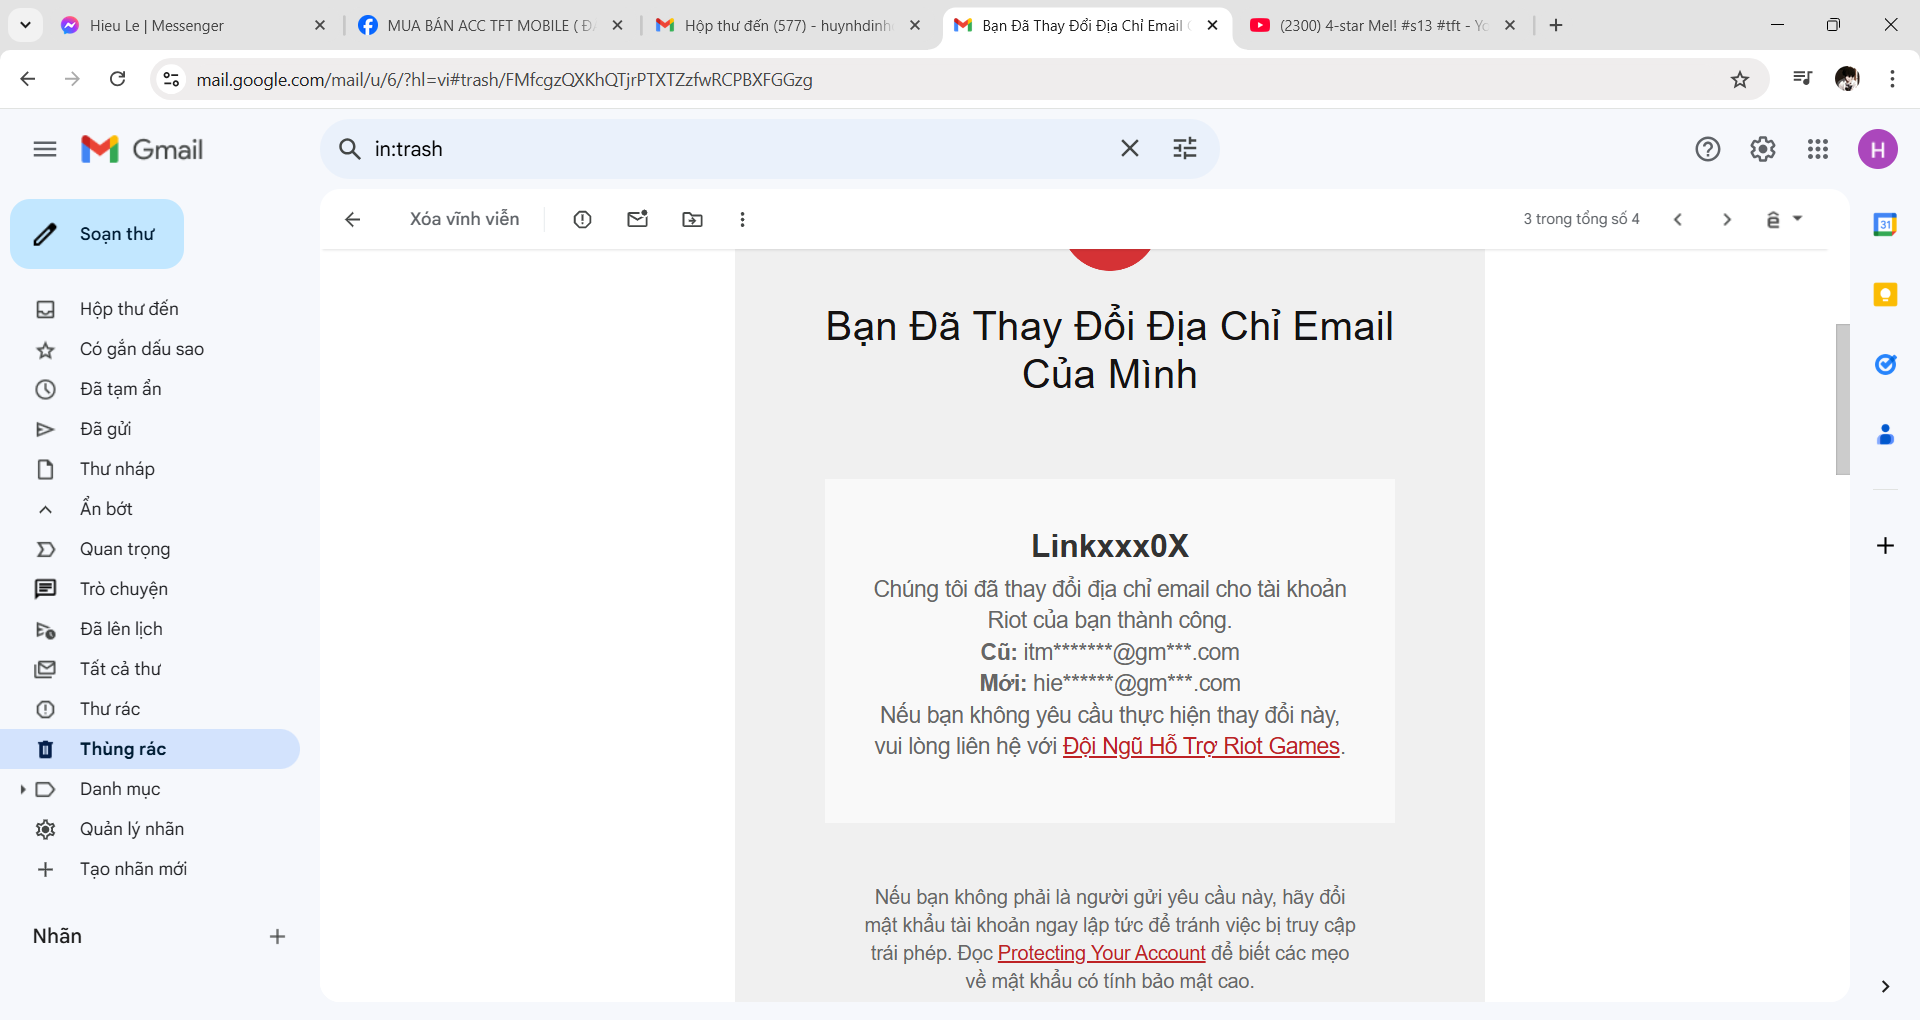 Hieu Le | Messenger
MUA BÁN ACC TFT MOBILE ( ĐA
Hộp thư đến (577) - huynhdinhc
Bạn Đã Thay Đổi Địa Chỉ Email C
(2300) 4-star Mel! #s13 #tft - Yo
mail.google.com/mail/u/6/?hl=vi#trash/FMfcgzQXKhQTjrPTXTZzfwRCPBXFGGzg
Gmail
in:trash
H
Soạn thư
Xóa vĩnh viễn
3 trong tổng số 4
ê
31
Hộp thư đến
Có gắn dấu sao
Đã tạm ẩn
Đã gửi
Thư nháp
Ẩn bớt
Quan trọng
Trò chuyện
Đã lên lịch
Tất cả thư
Thư rác
Thùng rác
Danh mục
Quản lý nhãn
Tạo nhãn mới
Nhãn
Bạn Đã Thay Đổi Địa Chỉ Email
Của Mình
Linkxxx0X
Chúng tôi đã thay đổi địa chỉ email cho tài khoản
Riot của bạn thành công.
Cũ: itm*******@gm***.com
Mới: hie******@gm***.com
Nếu bạn không yêu cầu thực hiện thay đổi này,
vui lòng liên hệ với Đội Ngũ Hỗ Trợ Riot Games.
Nếu bạn không phải là người gửi yêu cầu này, hãy đổi
mật khẩu tài khoản ngay lập tức để tránh việc bị truy cập
trái phép. Đọc Protecting Your Account để biết các mẹo
về mật khẩu có tính bảo mật cao.